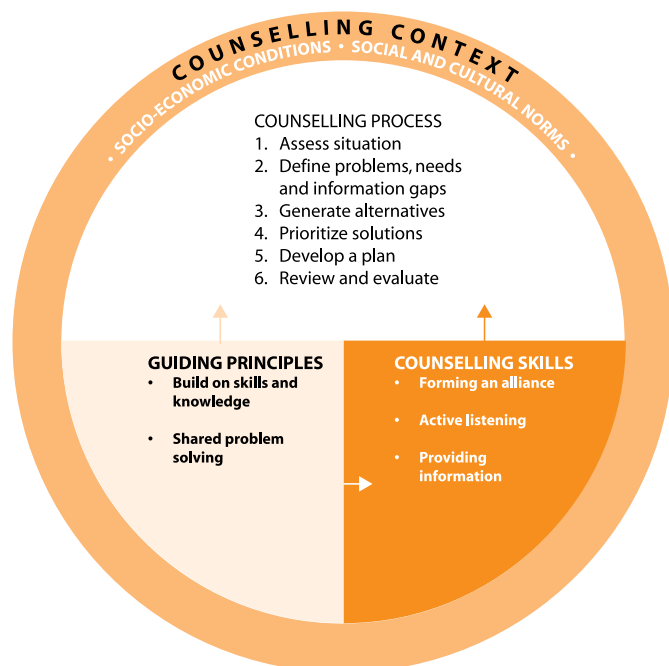 COUNSELLING CONTEXT
• SOCIO-ECONOMIC CONDITIONS • SOCIAL AND CULTURAL NORMS •
COUNSELLING PROCESS
1. Assess situation
2. Define problems, needs
and information gaps
3. Generate alternatives
4. Prioritize solutions
5. Develop a plan
6. Review and evaluate
GUIDING PRINCIPLES
• Build on skills and
knowledge
• Shared problem
solving
COUNSELLING SKILLS
• Forming an alliance
• Active listening
• Providing
information